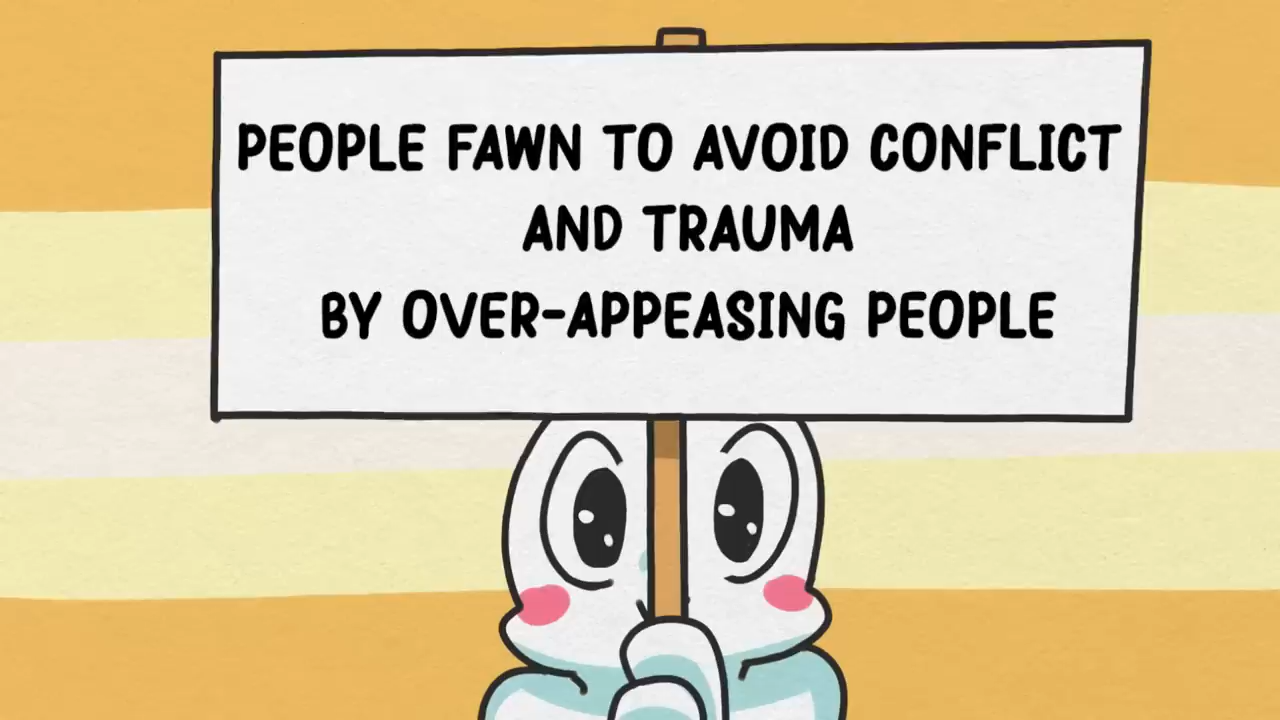 PEOPLE FAWN TO AVOID CONFLICT
AND TRAUMA
BY OVER-APPEASING PEOPLE